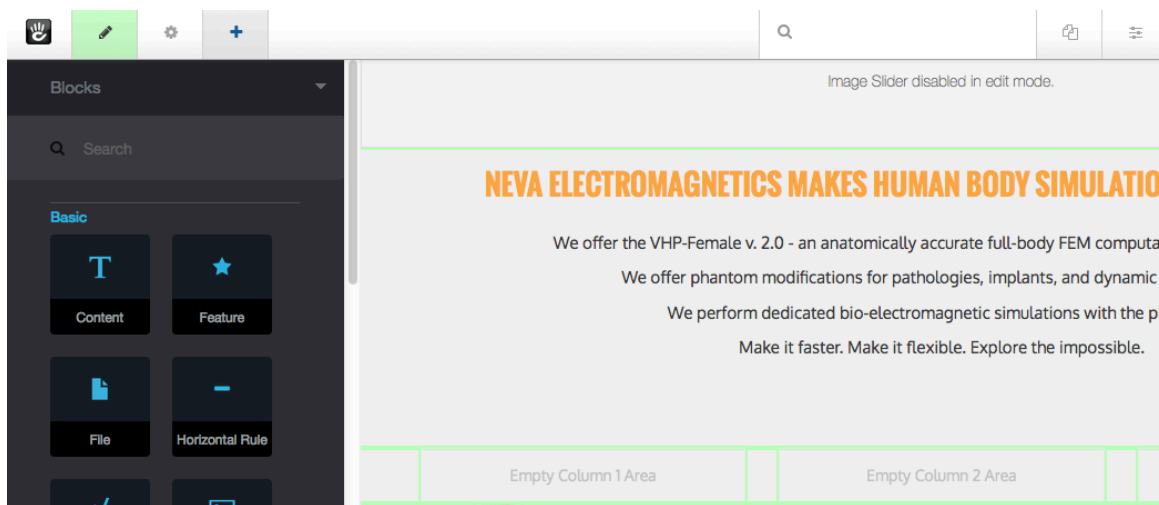 Blocks
Search
Basic
Content
Feature
File
Horizontal Rule
Image Slider disabled in edit mode.
NEVA ELECTROMAGNETICS MAKES HUMAN BODY
We offer the VHP-Female v. 2.0 - an anatomically accurate full-body FEM
We offer phantom modifications for pathologies, implants, and dynamic
We perform dedicated bio-electromagnetic simulations with the
Make it faster. Make it flexible. Explore the impossible.
Empty Column 1 Area
Empty Column 2 Area